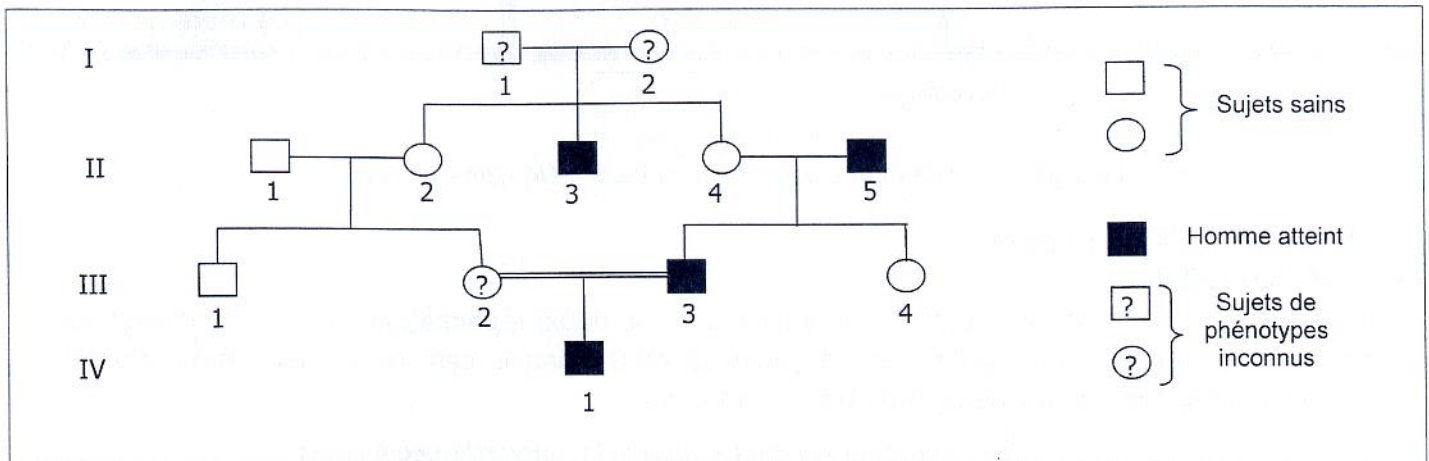 I
?
?
1
2
Sujets sains
II
1
2
3
4
5
Homme atteint
III
?
1
2
3
4
?
?
Sujets de
phénotypes
inconnus
IV
1